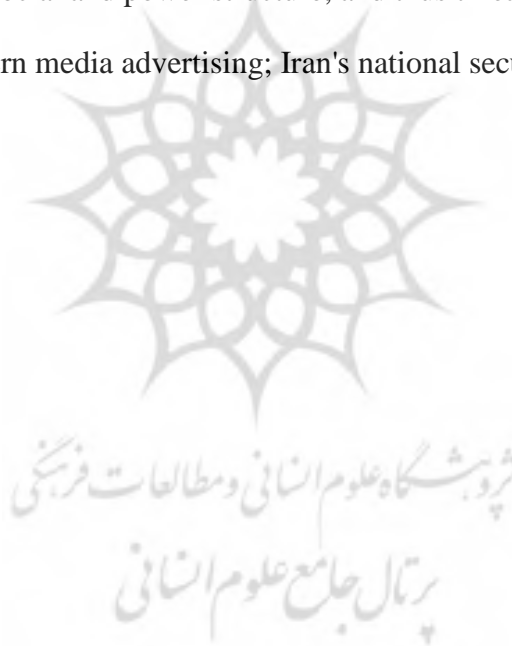 rn media advertising; Iran's national secu
پژوهشگاه علوم انسانی و مطالعات فرهنگی
پرتال جامع علوم انسانی